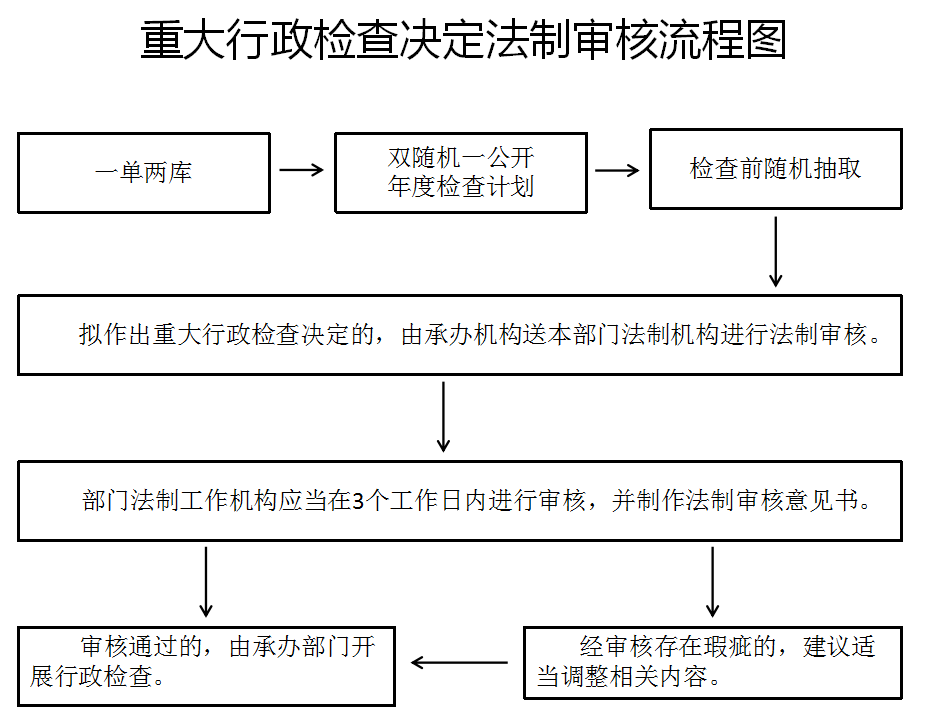 重大行政检查决定法制审核流程图
一单两库
双随机一公开
年度检查计划
检查前随机抽取
拟作出重大行政检查决定的，由承办机构送本部门法制机构进行法制审核。
部门法制工作机构应当在3个工作日内进行审核，并制作法制审核意见书。
审核通过的，由承办部门开
展行政检查。
经审核存在瑕疵的，建议适
当调整相关内容。